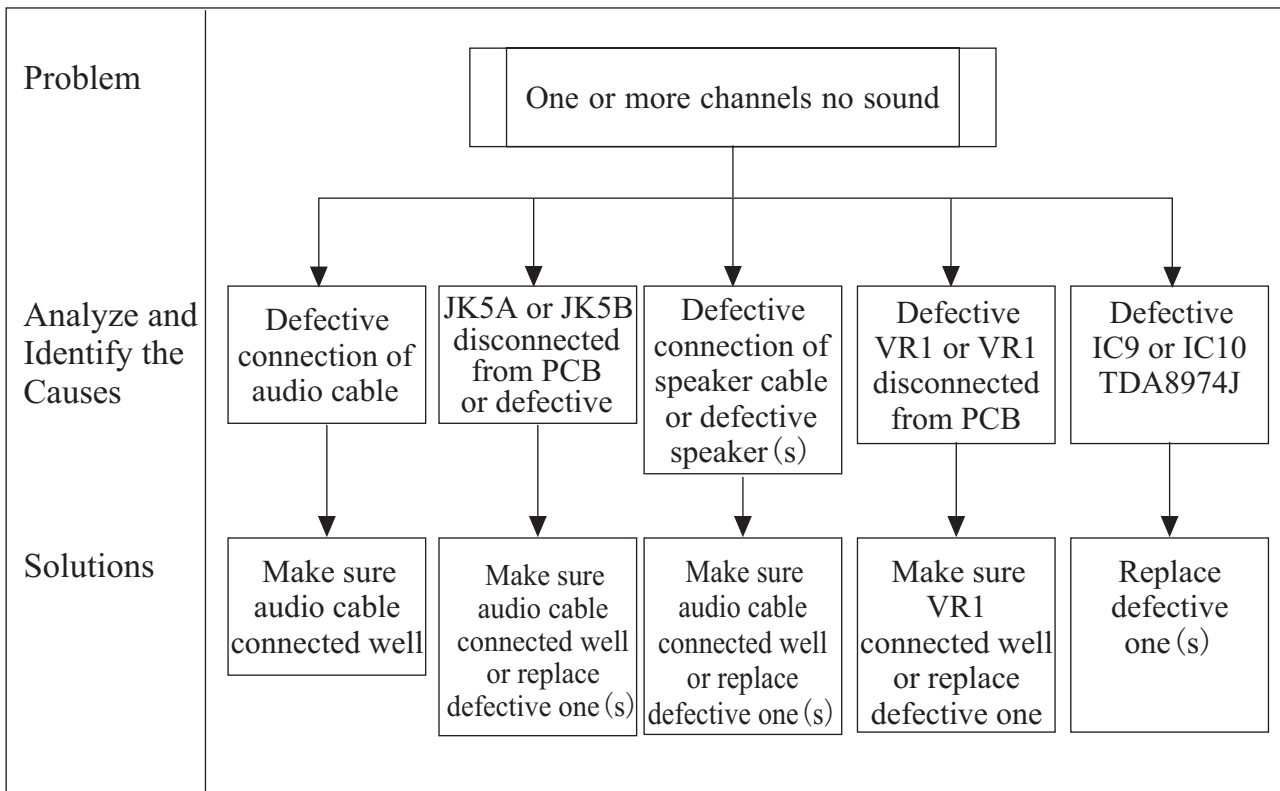 Problem
One or more channels no sound
Analyze and
Identify the
Causes
Defective
connection of
audio cable
JK5A or JK5B
disconnected
from PCB
or defective
Defective
connection of
speaker cable
or defective
speaker(s)
Defective
VR1 or VR1
disconnected
from PCB
Defective
IC9 or IC10
TDA8974J
Solutions
Make sure
audio cable
connected well
Make sure
audio cable
connected well
or replace
defective one(s)
Make sure
audio cable
connected well
or replace
defective one(s)
Make sure
VR1
connected well
or replace
defective one
Replace
defective
one(s)